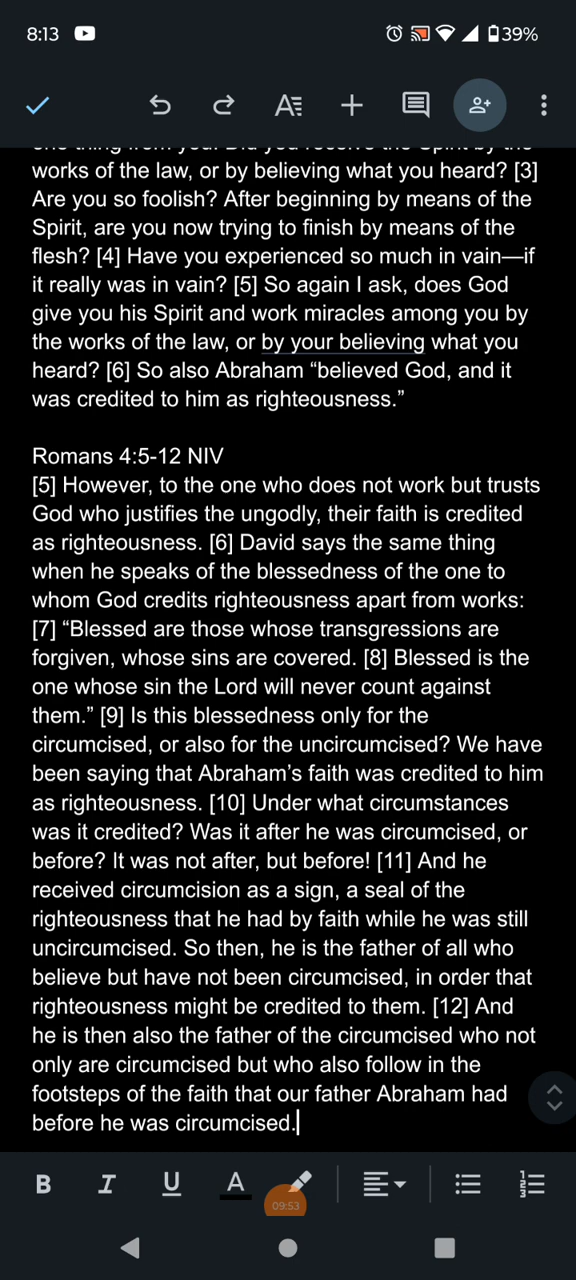 8:13
39%
works of the law, or by believing what you heard? [3]
Are you so foolish? After beginning by means of the
Spirit, are you now trying to finish by means of the
flesh? [4] Have you experienced so much in vain—if
it really was in vain? [5] So again I ask, does God
give you his Spirit and work miracles among you by
the works of the law, or by your believing what you
heard? [6] So also Abraham “believed God, and it
was credited to him as righteousness.”
Romans 4:5-12 NIV
[5] However, to the one who does not work but trusts
God who justifies the ungodly, their faith is credited
as righteousness. [6] David says the same thing
when he speaks of the blessedness of the one to
whom God credits righteousness apart from works:
[7] “Blessed are those whose transgressions are
forgiven, whose sins are covered. [8] Blessed is the
one whose sin the Lord will never count against
them.” [9] Is this blessedness only for the
circumcised, or also for the uncircumcised? We have
been saying that Abraham’s faith was credited to him
as righteousness. [10] Under what circumstances
was it credited? Was it after he was circumcised, or
before? It was not after, but before! [11] And he
received circumcision as a sign, a seal of the
righteousness that he had by faith while he was still
uncircumcised. So then, he is the father of all who
believe but have not been circumcised, in order that
righteousness might be credited to them. [12] And
he is then also the father of the circumcised who not
only are circumcised but who also follow in the
footsteps of the faith that our father Abraham had
before he was circumcised.
B I U A
09:53